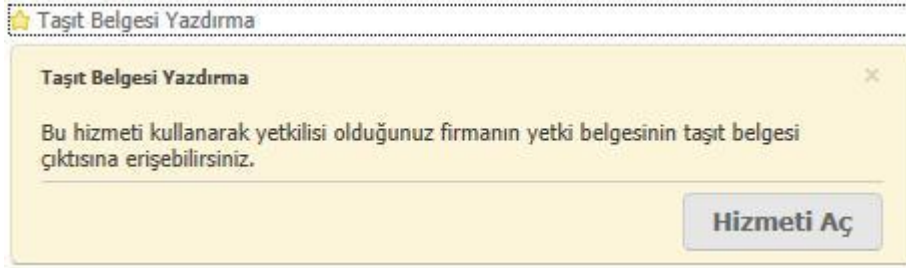 Taşıt Belgesi Yazdırma
Taşıt Belgesi Yazdırma
Bu hizmeti kullanarak yetkilisi olduğunuz firmanın yetki belgesinin taşıt belgesi
çıktısına erişebilirsiniz.
Hizmeti Aç